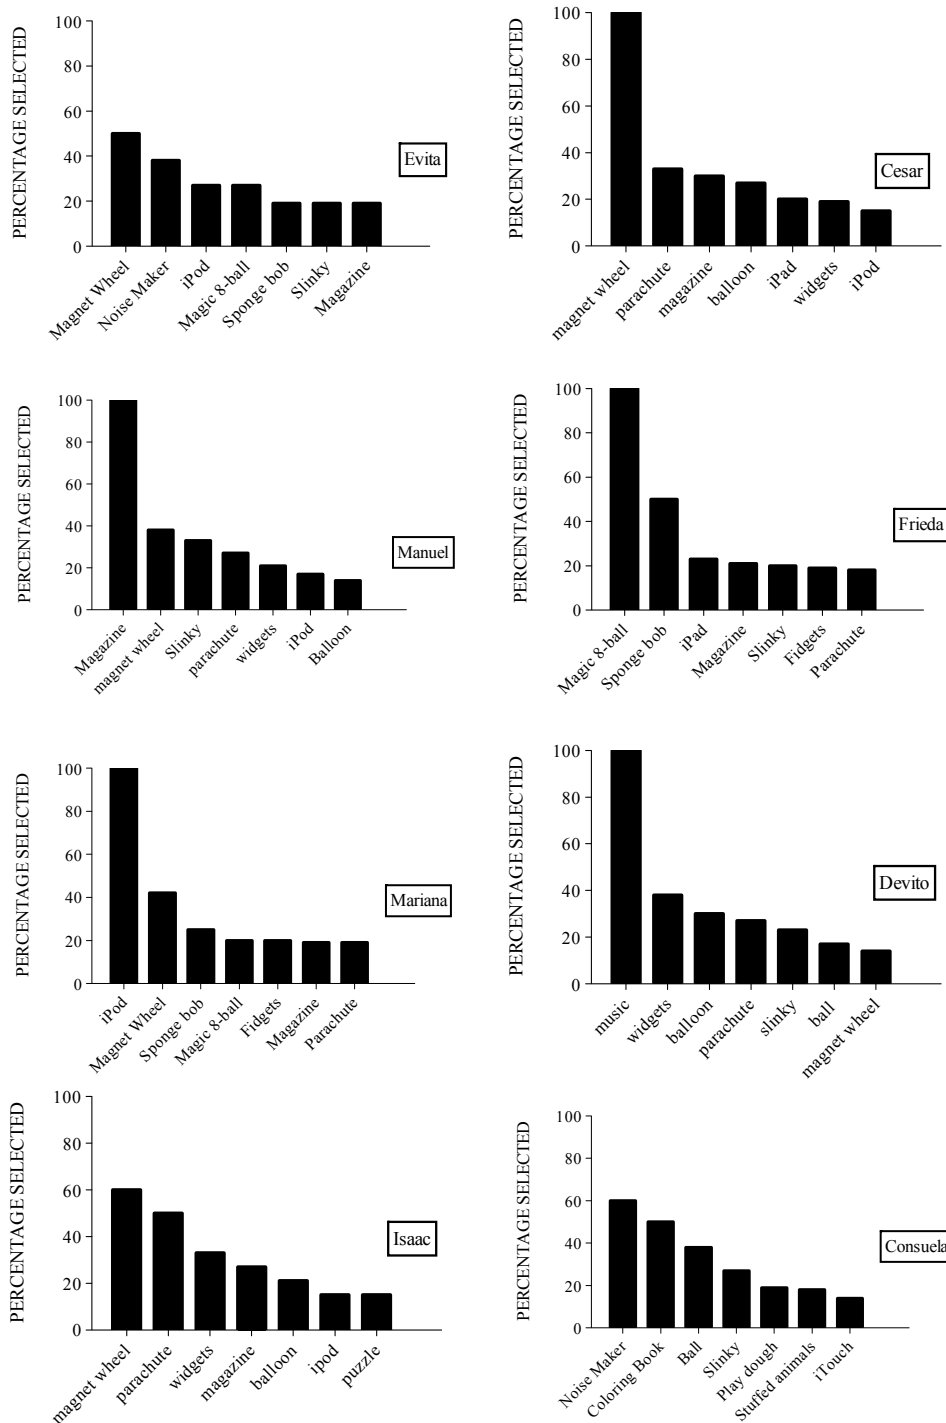 PERCENTAGE SELECTED
100
80
60
40
20
0
Magnet Wheel
Noise Maker
iPod
Magic 8-ball
Sponge bob
Slinky
Magazine
Evita
PERCENTAGE SELECTED
100
80
60
40
20
0
magnet wheel
parachute
magazine
balloon
iPad
widgets
iPod
Cesar
PERCENTAGE SELECTED
100
80
60
40
20
0
Magazine
magnet wheel
Slinky
parachute
widgets
iPod
Balloon
Manuel
PERCENTAGE SELECTED
100
80
60
40
20
0
Magic 8-ball
Sponge bob
iPad
Magazine
Slinky
Fidgets
Parachute
Frieda
PERCENTAGE SELECTED
100
80
60
40
20
0
iPod
Magnet Wheel
Sponge bob
Magic 8-ball
Fidgets
Magazine
Parachute
Mariana
PERCENTAGE SELECTED
100
80
60
40
20
0
music
widgets
balloon
parachute
slinky
ball
magnet wheel
Devito
PERCENTAGE SELECTED
100
80
60
40
20
0
magnet wheel
parachute
widgets
magazine
balloon
ipod
puzzle
Isaac
PERCENTAGE SELECTED
100
80
60
40
20
0
Noise Maker
Coloring Book
Ball
Slinky
Play dough
Stuffed animals
iTouch
Consuela